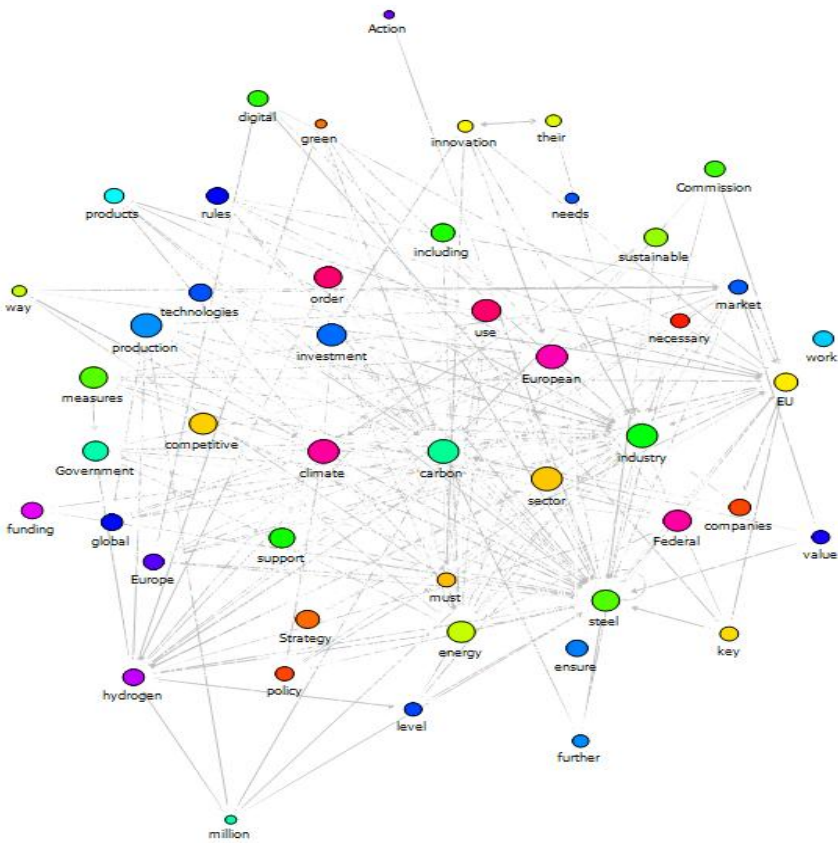 Action
digital
green
innovation
their
Commission
products
rules
needs
including
sustainable
way
technologies
order
market
production
investment
use
necessary
European
work
measures
EU
competitive
industry
Government
climate
carbon
sector
funding
global
companies
Federal
support
value
Europe
must
steel
Strategy
energy
key
ensure
hydrogen
policy
level
further
million